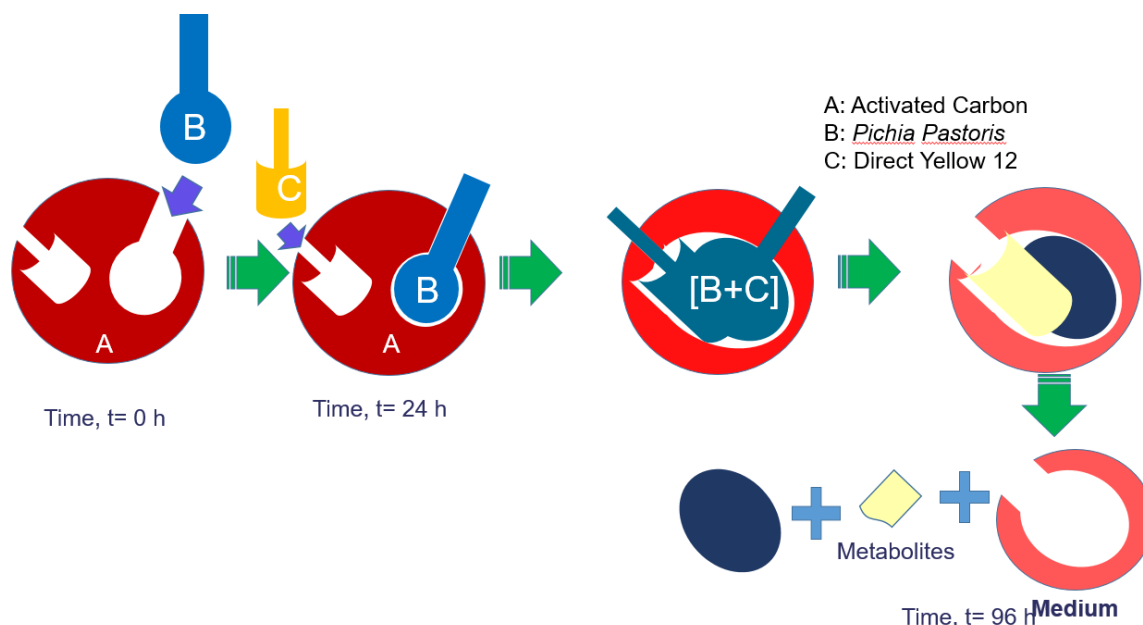 B
A: Activated Carbon
B: Pichia Pastoris
C: Direct Yellow 12
C
B
A
A
[B+C]
Time, t= 0 h
Time, t= 24 h
Metabolites
Medium
Time, t= 96 h